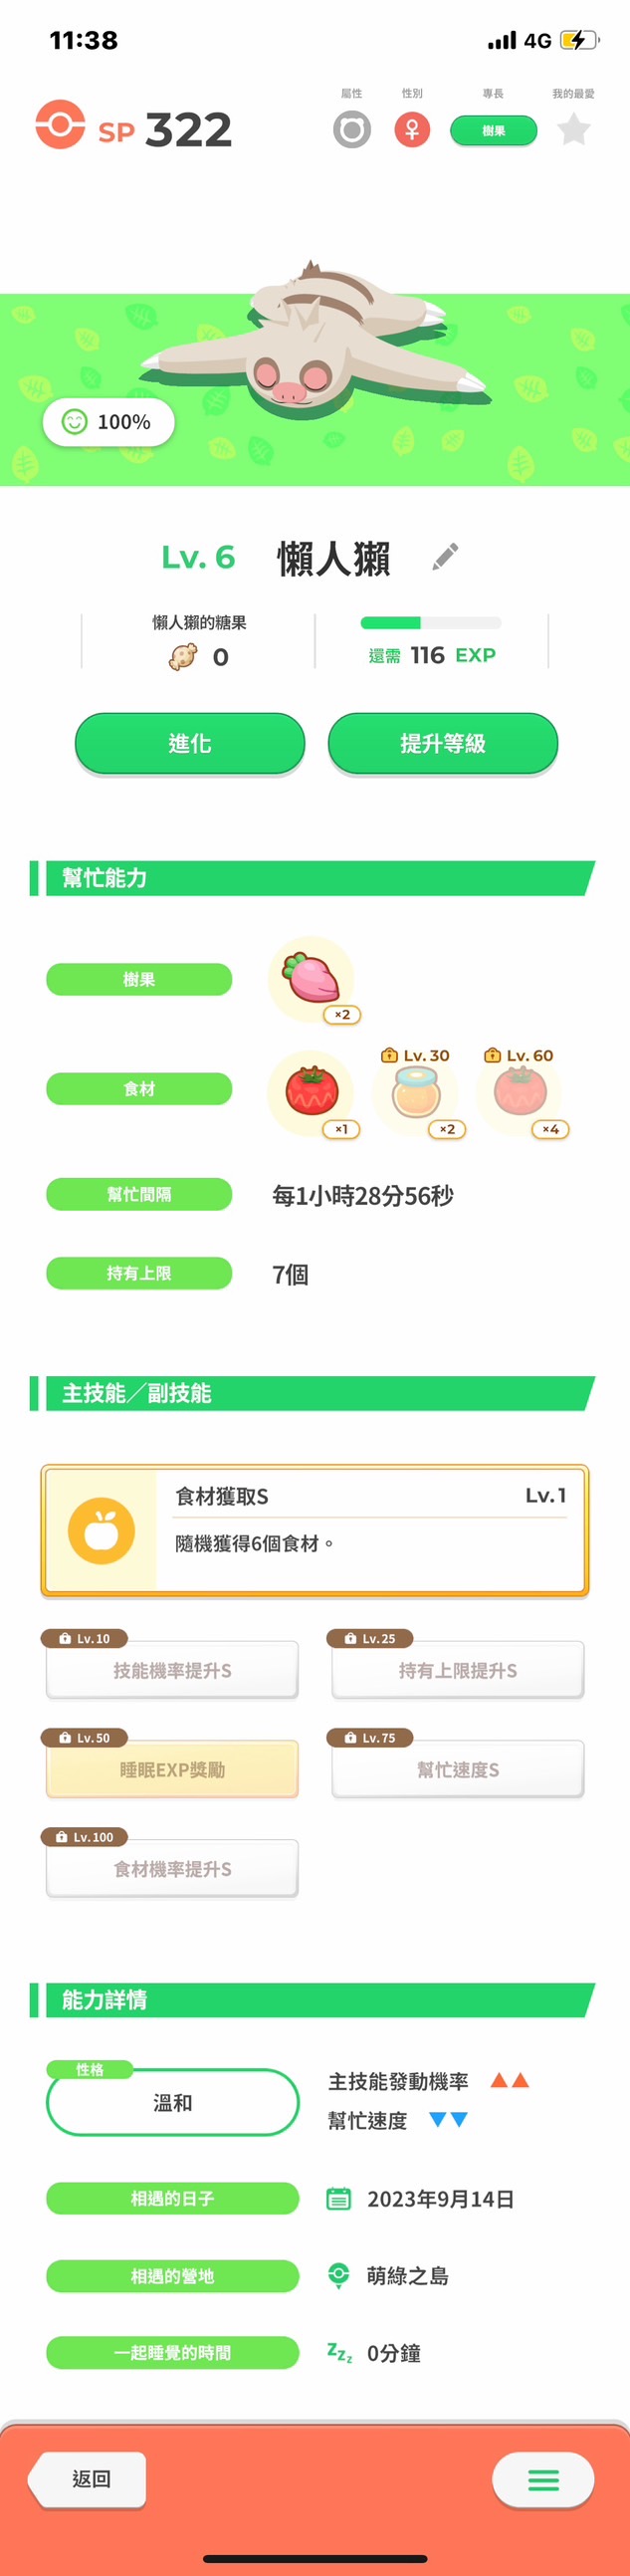 11:38
4G
屬性
性別
專長
我的最愛
SP 322
樹果
100%
Lv. 6 懶人獺
懶人獺的糖果
0
還需 116 EXP
進化
提升等級
幫忙能力
樹果
×2
食材
Lv.30
Lv.60
×1
×2
×4
幫忙間隔
每1小時28分56秒
持有上限
7個
主技能／副技能
食材獲取S
Lv.1
隨機獲得6個食材。
Lv.10
技能機率提升S
Lv.25
持有上限提升S
Lv.50
睡眠EXP獎勵
Lv.75
幫忙速度S
Lv.100
食材機率提升S
能力詳情
性格
溫和
主技能發動機率
幫忙速度
相遇的日子
2023年9月14日
相遇的營地
萌綠之島
一起睡覺的時間
zzz
0分鐘
返回